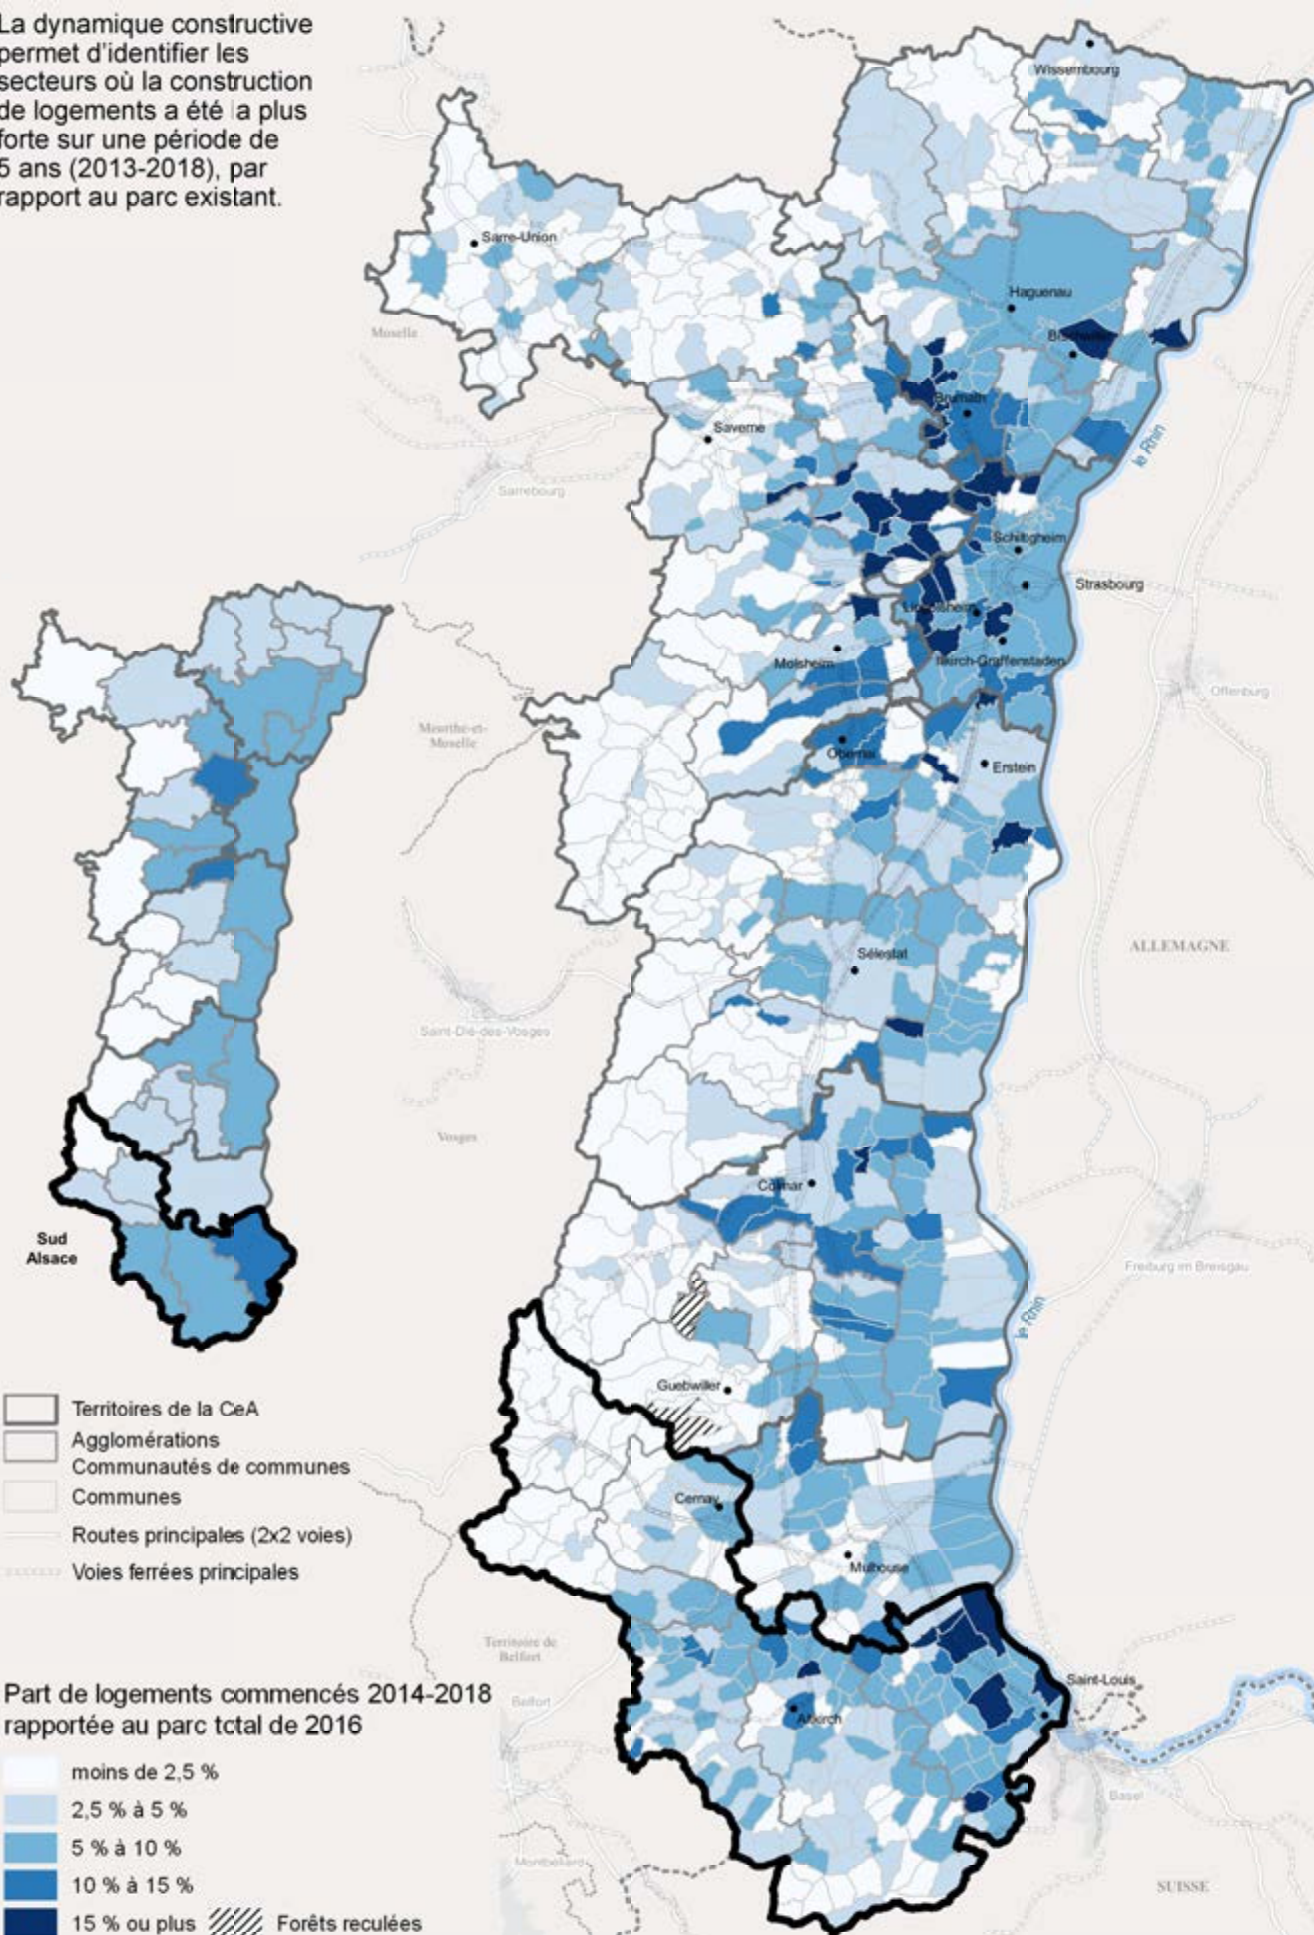 La dynamique constructive
permet d'identifier les
secteurs où la construction
de logements a été la plus
forte sur une période de
5 ans (2013-2018), par
rapport au parc existant.
Wissembourg
Sarre-Union
Haguenau
Moselle
Bischwiller
Brumath
Saverne
le Rhin
Sarrebourg
Schiltigheim
Strasbourg
Lingolsheim
Molsheim
Illkirch-Graffenstaden
Offenburg
Meurthe-et-
Moselle
Obernai
Erstein
ALLEMAGNE
Sélestat
Saint-Dié-des-Vosges
Vosges
Colmar
Sud
Alsace
Freiburg im Breisgau
le Rhin
Guebwiller
Territoires de la CeA
Agglomérations
Communautés de communes
Communes
Cernay
Routes principales (2x2 voies)
Voies ferrées principales
Mulhouse
Territoire de
Belfort
Saint-Louis
Part de logements commencés 2014-2018
rapportée au parc total de 2016
Belfort
Altkirch
moins de 2,5 %
2,5 % à 5 %
Basel
5 % à 10 %
Montbéliard
10 % à 15 %
SUISSE
15 % ou plus
Forêts reculées